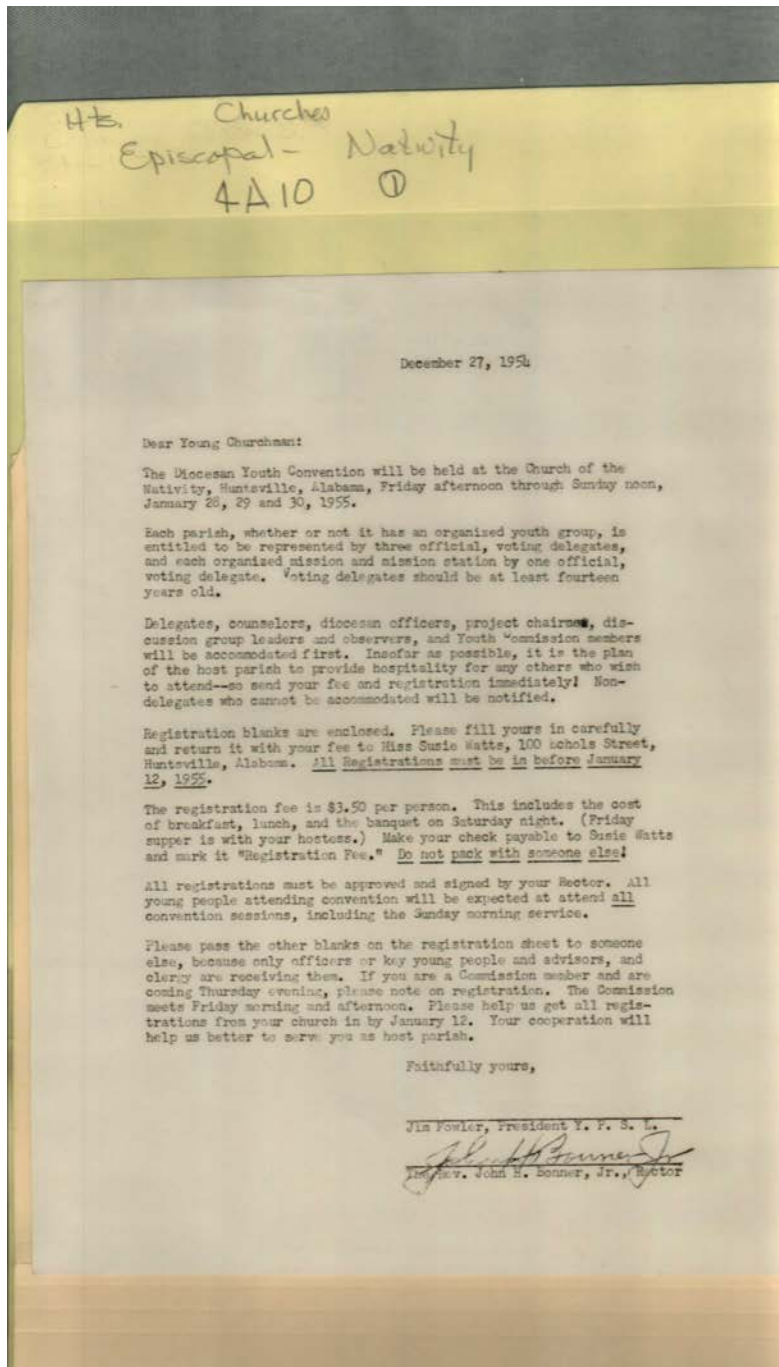 Hts. Churches
Episcopal - Nativity
4A10 ①
December 27, 1954
Dear Young Churchman:
The Diocesan Youth Convention will be held at the Church of the
Nativity, Huntsville, Alabama, Friday afternoon through Sunday noon,
January 28, 29 and 30, 1955.
Each parish, whether or not it has an organized youth group, is
entitled to be represented by three official, voting delegates,
and each organized mission and mission station by one official,
voting delegate. Voting delegates should be at least fourteen
years old.
Delegates, counselors, diocesan officers, project chairmen, dis-
cussion group leaders and observers, and Youth Commission members
will be accommodated first. Insofar as possible, it is the plan
of the host parish to provide hospitality for any others who wish
to attend--so send your fee and registration immediately! Non-
delegates who cannot be accommodated will be notified.
Registration blanks are enclosed. Please fill yours in carefully
and return it with your fee to Miss Susie Watts, 100 Echols Street,
Huntsville, Alabama. All Registrations must be in before January
12, 1955.
The registration fee is $3.50 per person. This includes the cost
of breakfast, lunch, and the banquet on Saturday night. (Friday
supper is with your hostess.) Make your check payable to Susie Watts
and mark it "Registration Fee." Do not pack with someone else!
All registrations must be approved and signed by your Rector. All
young people attending convention will be expected at attend all
convention sessions, including the Sunday morning service.
Please pass the other blanks on the registration sheet to someone
else, because only officers or key young people and advisors, and
clergy are receiving them. If you are a Commission member and are
coming Thursday evening, please note on registration. The Commission
meets Friday morning and afternoon. Please help us get all regis-
trations from your church in by January 12. Your cooperation will
help us better to serve you as host parish.
Faithfully yours,
Jim Fowler, President Y. P. S. L.
John H Bonner Jr
The Rev. John H. Bonner, Jr., Rector